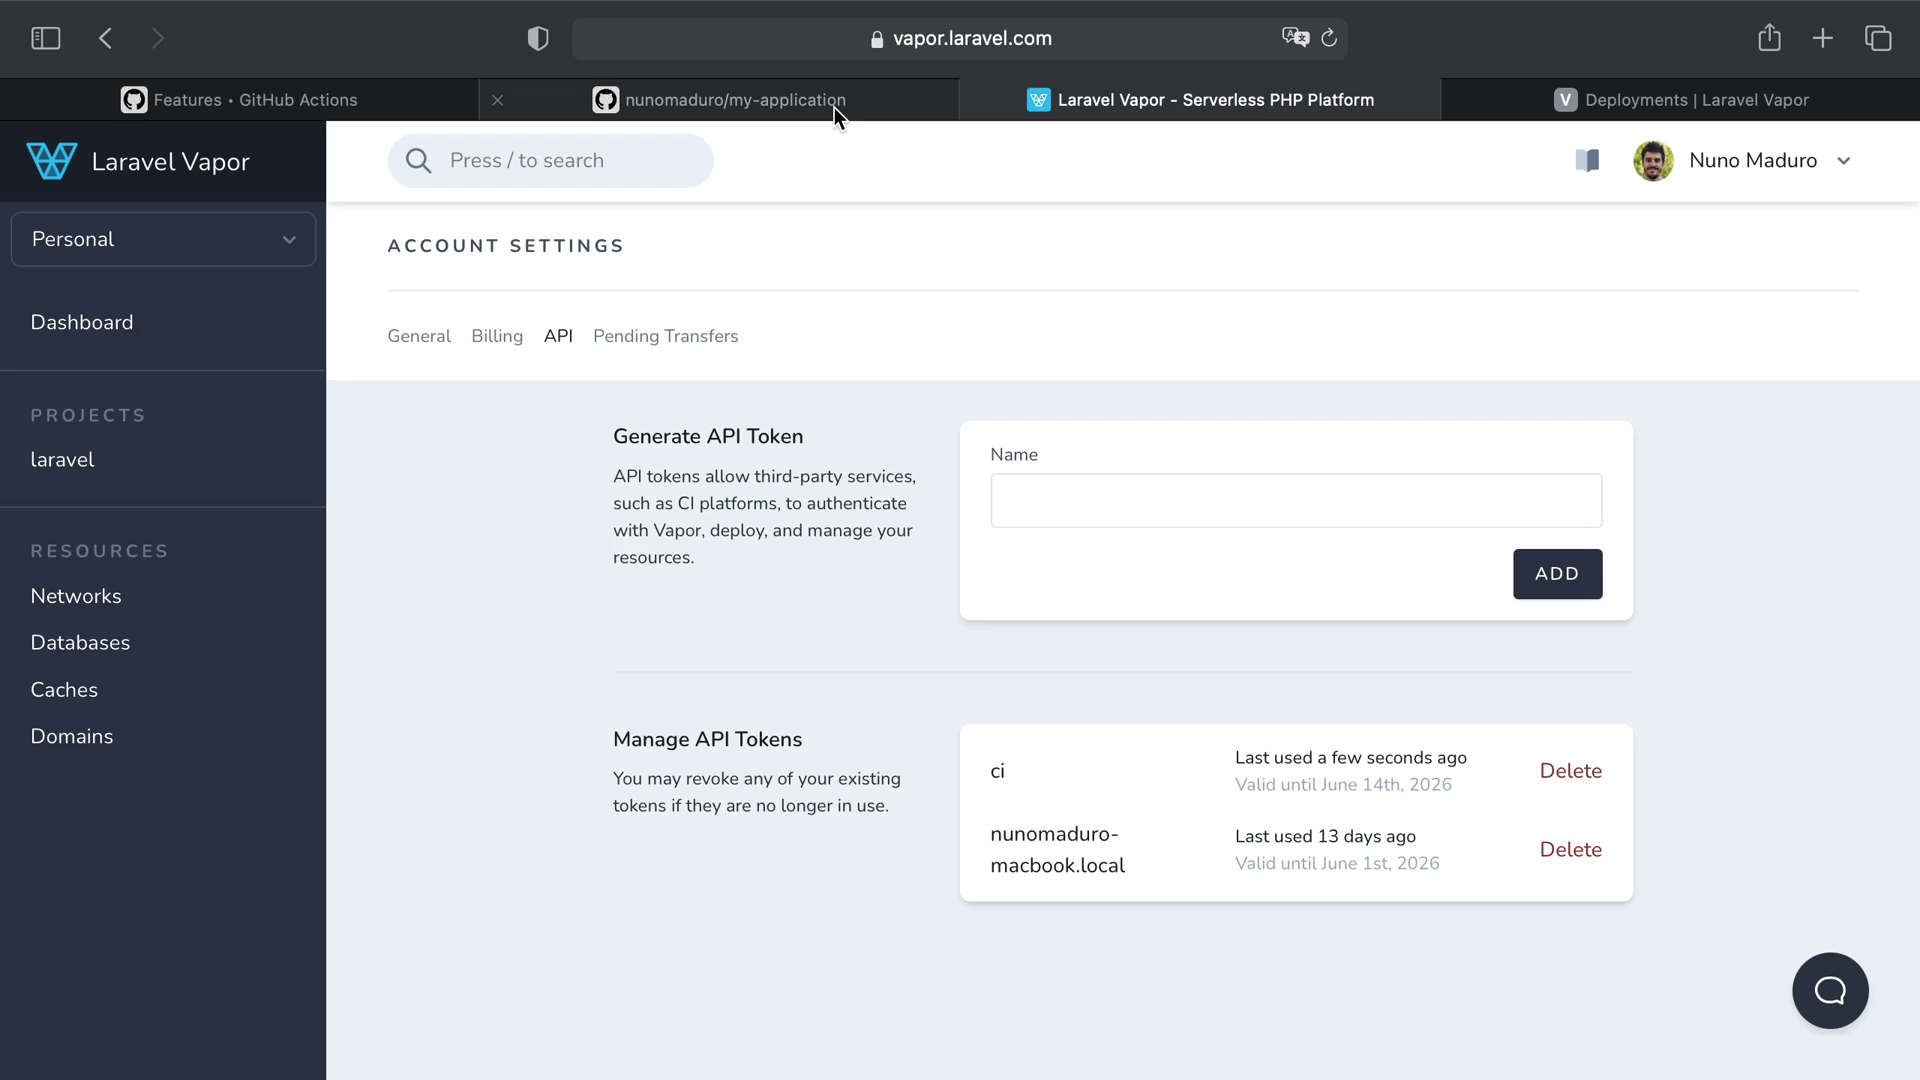 vapor.laravel.com
Features • GitHub Actions
nunomaduro/my-application
Laravel Vapor - Serverless PHP Platform
V Deployments | Laravel Vapor
Laravel Vapor
Press / to search
Nuno Maduro
Personal
ACCOUNT SETTINGS
Dashboard
General Billing API Pending Transfers
PROJECTS
laravel
RESOURCES
Networks
Databases
Caches
Domains
Generate API Token
API tokens allow third-party services,
such as CI platforms, to authenticate
with Vapor, deploy, and manage your
resources.
Name
ADD
Manage API Tokens
You may revoke any of your existing
tokens if they are no longer in use.
ci
Last used a few seconds ago
Valid until June 14th, 2026
Delete
nunomaduro-
macbook.local
Last used 13 days ago
Valid until June 1st, 2026
Delete